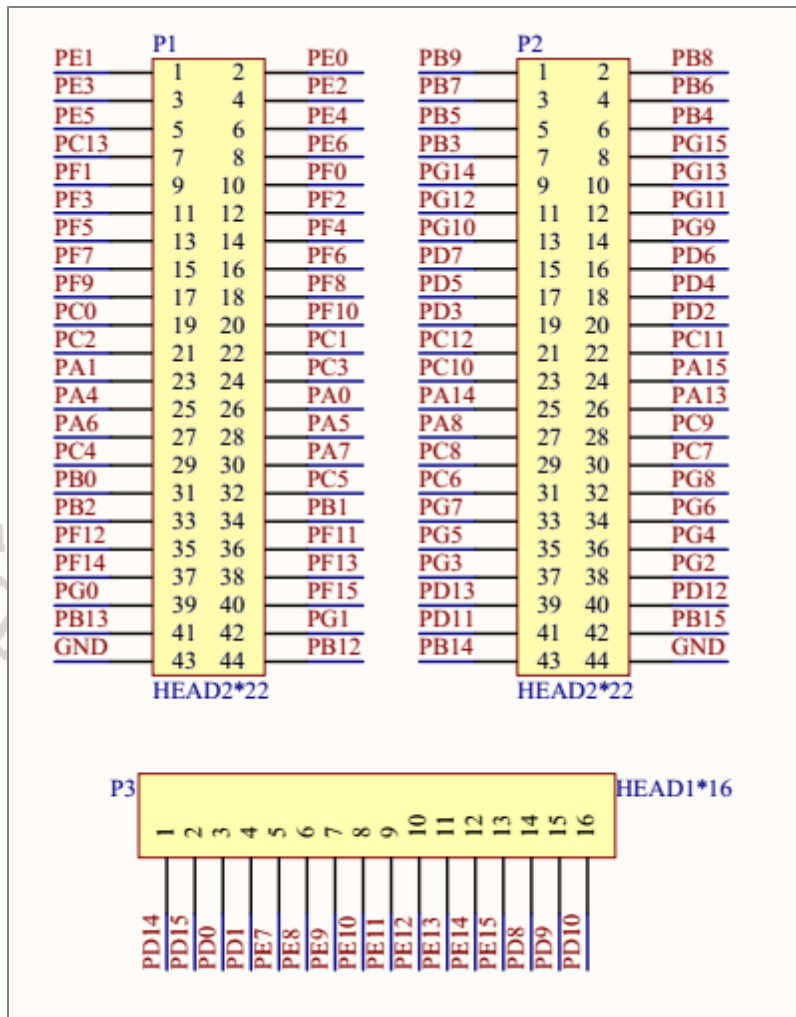 P1 P2
PE1 1 2 PE0 PB9 1 2 PB8
PE3 3 4 PE2 PB7 3 4 PB6
PE5 5 6 PE4 PB5 5 6 PB4
PC13 7 8 PE6 PB3 7 8 PG15
PF1 9 10 PF0 PG14 9 10 PG13
PF3 11 12 PF2 PG12 11 12 PG11
PF5 13 14 PF4 PG10 13 14 PG9
PF7 15 16 PF6 PD7 15 16 PD6
PF9 17 18 PF8 PD5 17 18 PD4
PC0 19 20 PF10 PD3 19 20 PD2
PC2 21 22 PC1 PC12 21 22 PC11
PA1 23 24 PC3 PC10 23 24 PA15
PA4 25 26 PA0 PA14 25 26 PA13
PA6 27 28 PA5 PA8 27 28 PC9
PC4 29 30 PA7 PC8 29 30 PC7
PB0 31 32 PC5 PC6 31 32 PG8
PB2 33 34 PB1 PG7 33 34 PG6
PF12 35 36 PF11 PG5 35 36 PG4
PF14 37 38 PF13 PG3 37 38 PG2
PG0 39 40 PF15 PD13 39 40 PD12
PB13 41 42 PG1 PD11 41 42 PB15
GND 43 44 PB12 PB14 43 44 GND
HEAD2*22 HEAD2*22
P3 HEAD1*16
1 2 3 4 5 6 7 8 9 10 11 12 13 14 15 16
PD14 PD15 PD0 PD1 PE7 PE8 PE9 PE10 PE11 PE12 PE13 PE14 PE15 PD8 PD9 PD10